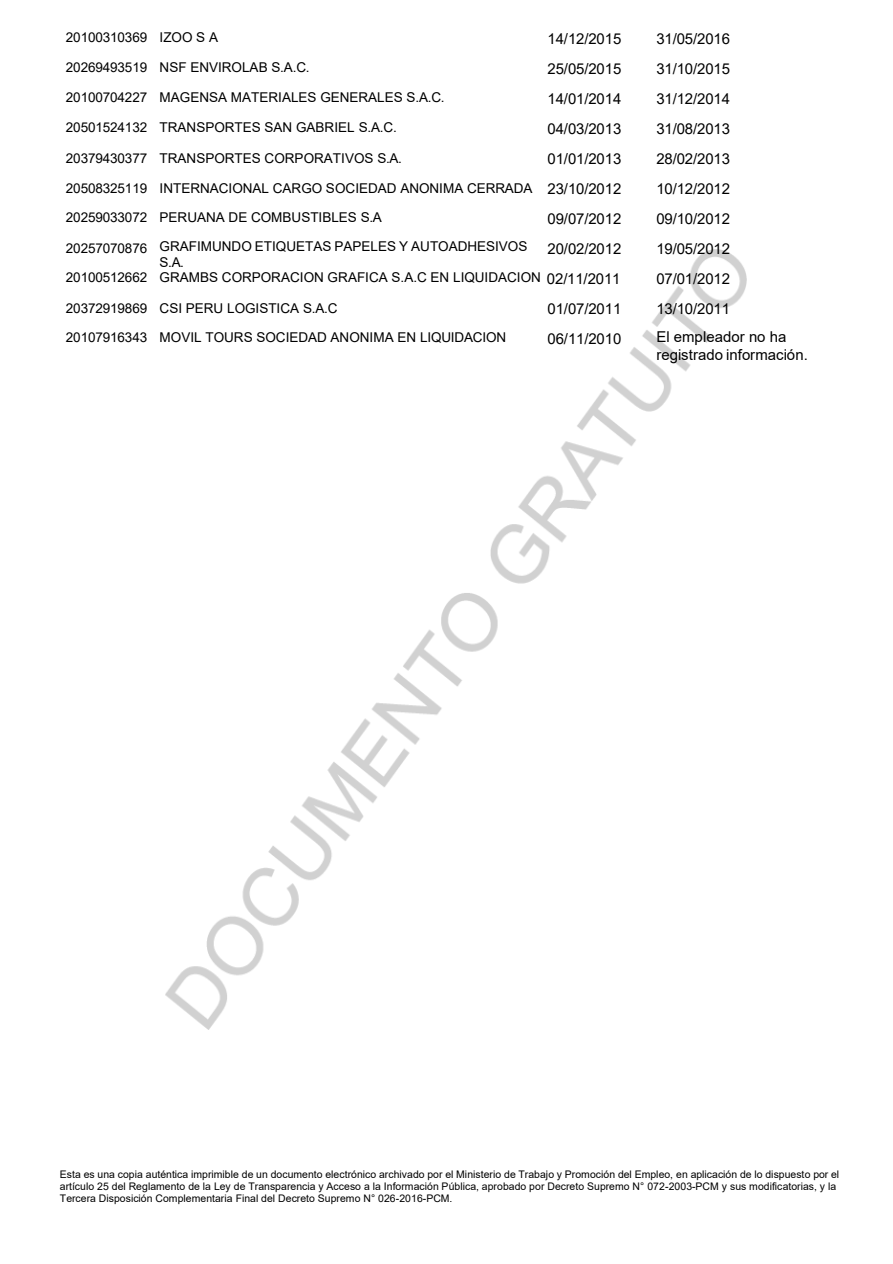 20100310369 IZOO S A 14/12/2015 31/05/2016
20269493519 NSF ENVIROLAB S.A.C. 25/05/2015 31/10/2015
20100704227 MAGENSA MATERIALES GENERALES S.A.C. 14/01/2014 31/12/2014
20501524132 TRANSPORTES SAN GABRIEL S.A.C. 04/03/2013 31/08/2013
20379430377 TRANSPORTES CORPORATIVOS S.A. 01/01/2013 28/02/2013
20508325119 INTERNACIONAL CARGO SOCIEDAD ANONIMA CERRADA 23/10/2012 10/12/2012
20259033072 PERUANA DE COMBUSTIBLES S.A 09/07/2012 09/10/2012
20257070876 GRAFIMUNDO ETIQUETAS PAPELES Y AUTOADHESIVOS 20/02/2012 19/05/2012
S.A.
20100512662 GRAMBS CORPORACION GRAFICA S.A.C EN LIQUIDACION 02/11/2011 07/01/2012
20372919869 CSI PERU LOGISTICA S.A.C 01/07/2011 13/10/2011
20107916343 MOVIL TOURS SOCIEDAD ANONIMA EN LIQUIDACION 06/11/2010 El empleador no ha
registrado información.
DOCUMENTO GRATUITO
Esta es una copia auténtica imprimible de un documento electrónico archivado por el Ministerio de Trabajo y Promoción del Empleo, en aplicación de lo dispuesto por el
artículo 25 del Reglamento de la Ley de Transparencia y Acceso a la Información Pública, aprobado por Decreto Supremo N° 072-2003-PCM y sus modificatorias, y la
Tercera Disposición Complementaria Final del Decreto Supremo N° 026-2016-PCM.